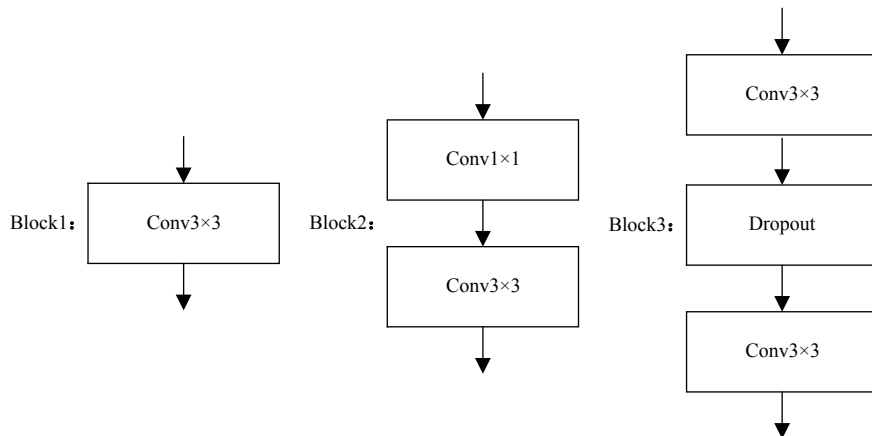 Block1：
Conv3×3
Block2：
Conv1×1
Conv3×3
Block3：
Conv3×3
Dropout
Conv3×3